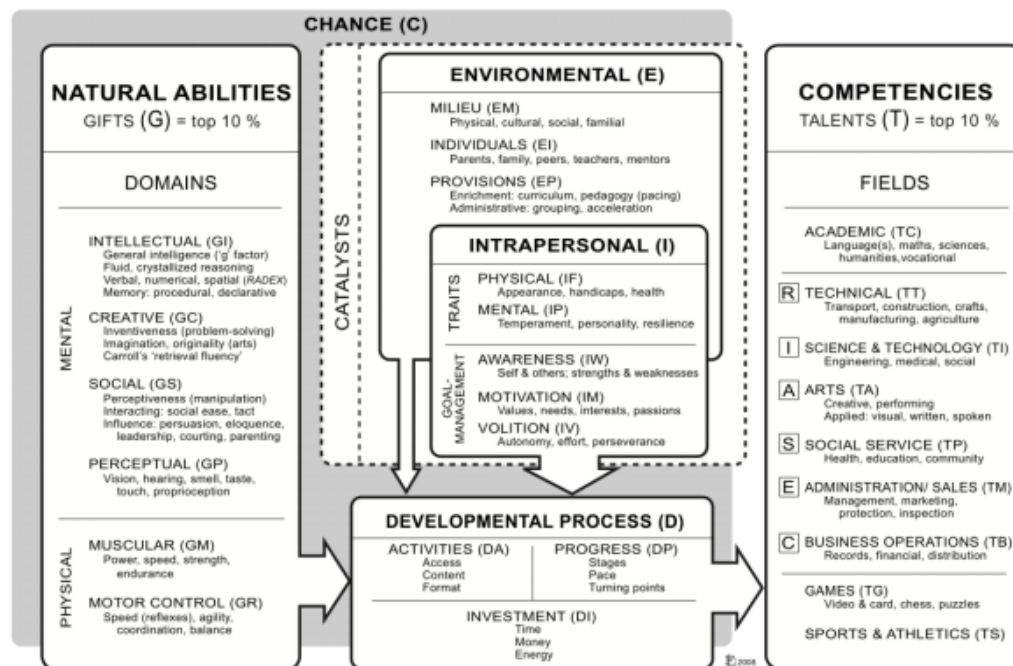 CHANCE (C)
NATURAL ABILITIES
GIFTS (G) = top 10 %
DOMAINS
MENTAL
INTELLECTUAL (GI)
General intelligence ('g' factor)
Fluid, crystallized reasoning
Verbal, numerical, spatial (RADEX)
Memory: procedural, declarative
CREATIVE (GC)
Inventiveness (problem-solving)
Imagination, originality (arts)
Carroll's 'retrieval fluency'
SOCIAL (GS)
Perceptiveness (manipulation)
Interacting: social ease, tact
Influence: persuasion, eloquence,
leadership, courting, parenting
PERCEPTUAL (GP)
Vision, hearing, smell, taste,
touch, proprioception
PHYSICAL
MUSCULAR (GM)
Power, speed, strength,
endurance
MOTOR CONTROL (GR)
Speed (reflexes), agility,
coordination, balance
CATALYSTS
ENVIRONMENTAL (E)
MILIEU (EM)
Physical, cultural, social, familial
INDIVIDUALS (EI)
Parents, family, peers, teachers, mentors
PROVISIONS (EP)
Enrichment: curriculum, pedagogy (pacing)
Administrative: grouping, acceleration
INTRAPERSONAL (I)
TRAITS
PHYSICAL (IF)
Appearance, handicaps, health
MENTAL (IP)
Temperament, personality, resilience
GOAL-
MANAGEMENT
AWARENESS (IW)
Self & others; strengths & weaknesses
MOTIVATION (IM)
Values, needs, interests, passions
VOLITION (IV)
Autonomy, effort, perseverance
DEVELOPMENTAL PROCESS (D)
ACTIVITIES (DA)
Access
Content
Format
PROGRESS (DP)
Stages
Pace
Turning points
INVESTMENT (DI)
Time
Money
Energy
2008
COMPETENCIES
TALENTS (T) = top 10 %
FIELDS
ACADEMIC (TC)
Language(s), maths, sciences,
humanities,vocational
R TECHNICAL (TT)
Transport, construction, crafts,
manufacturing, agriculture
I SCIENCE & TECHNOLOGY (TI)
Engineering, medical, social
A ARTS (TA)
Creative, performing
Applied: visual, written, spoken
S SOCIAL SERVICE (TP)
Health, education, community
E ADMINISTRATION/ SALES (TM)
Management, marketing,
protection, inspection
C BUSINESS OPERATIONS (TB)
Records, financial, distribution
GAMES (TG)
Video & card, chess, puzzles
SPORTS & ATHLETICS (TS)